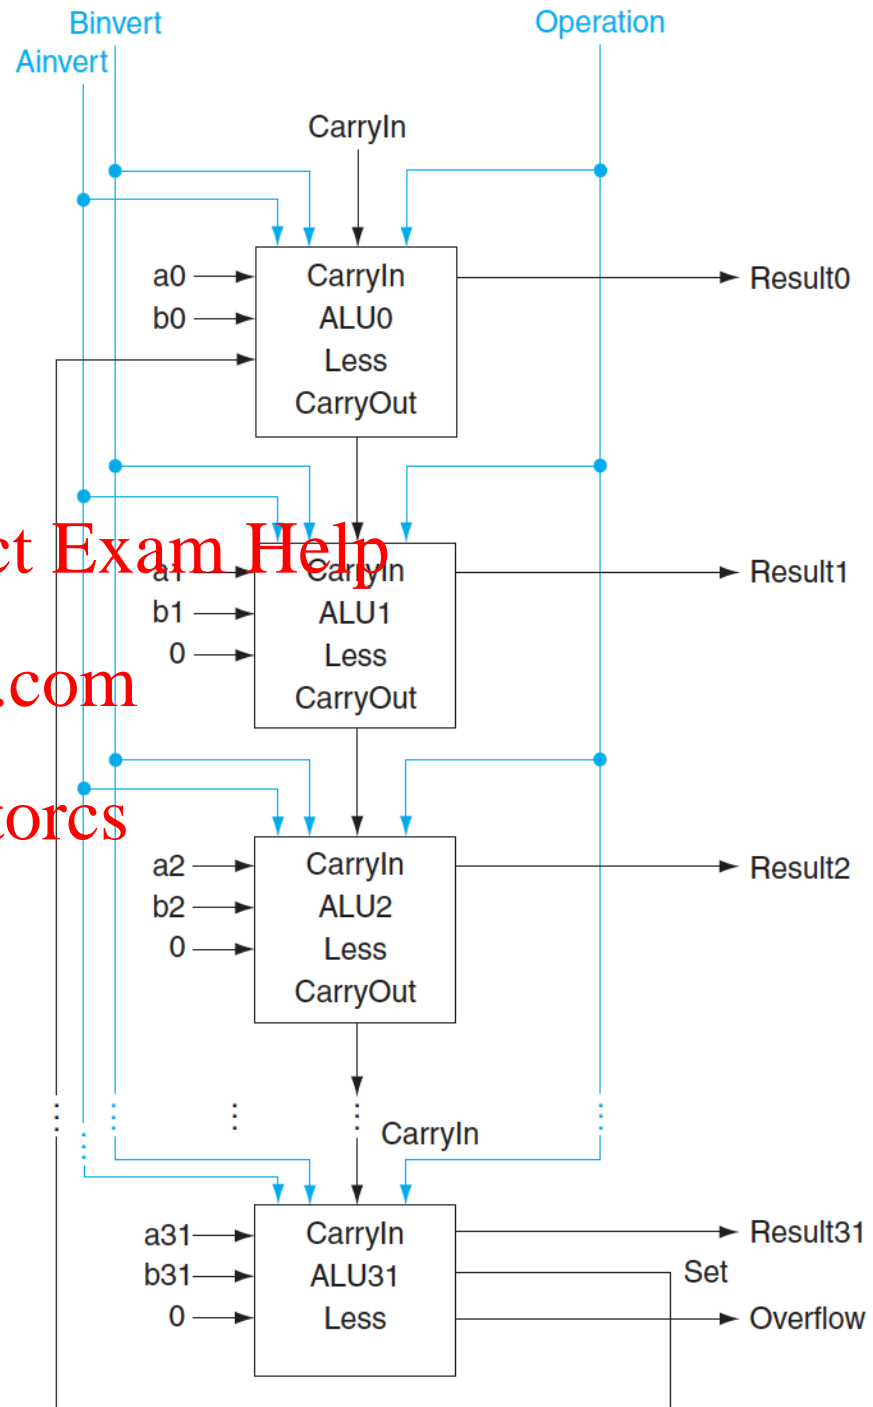 Binvert
Operation
Ainvert
CarryIn
a0
CarryIn
Result0
b0
ALU0
Less
CarryOut
ct Exam Help
a1
CarryIn
Result1
b1
ALU1
0
Less
.com
CarryOut
torcs
a2
CarryIn
Result2
b2
ALU2
0
Less
CarryOut
CarryIn
a31
CarryIn
Result31
b31
ALU31
Set
0
Less
Overflow